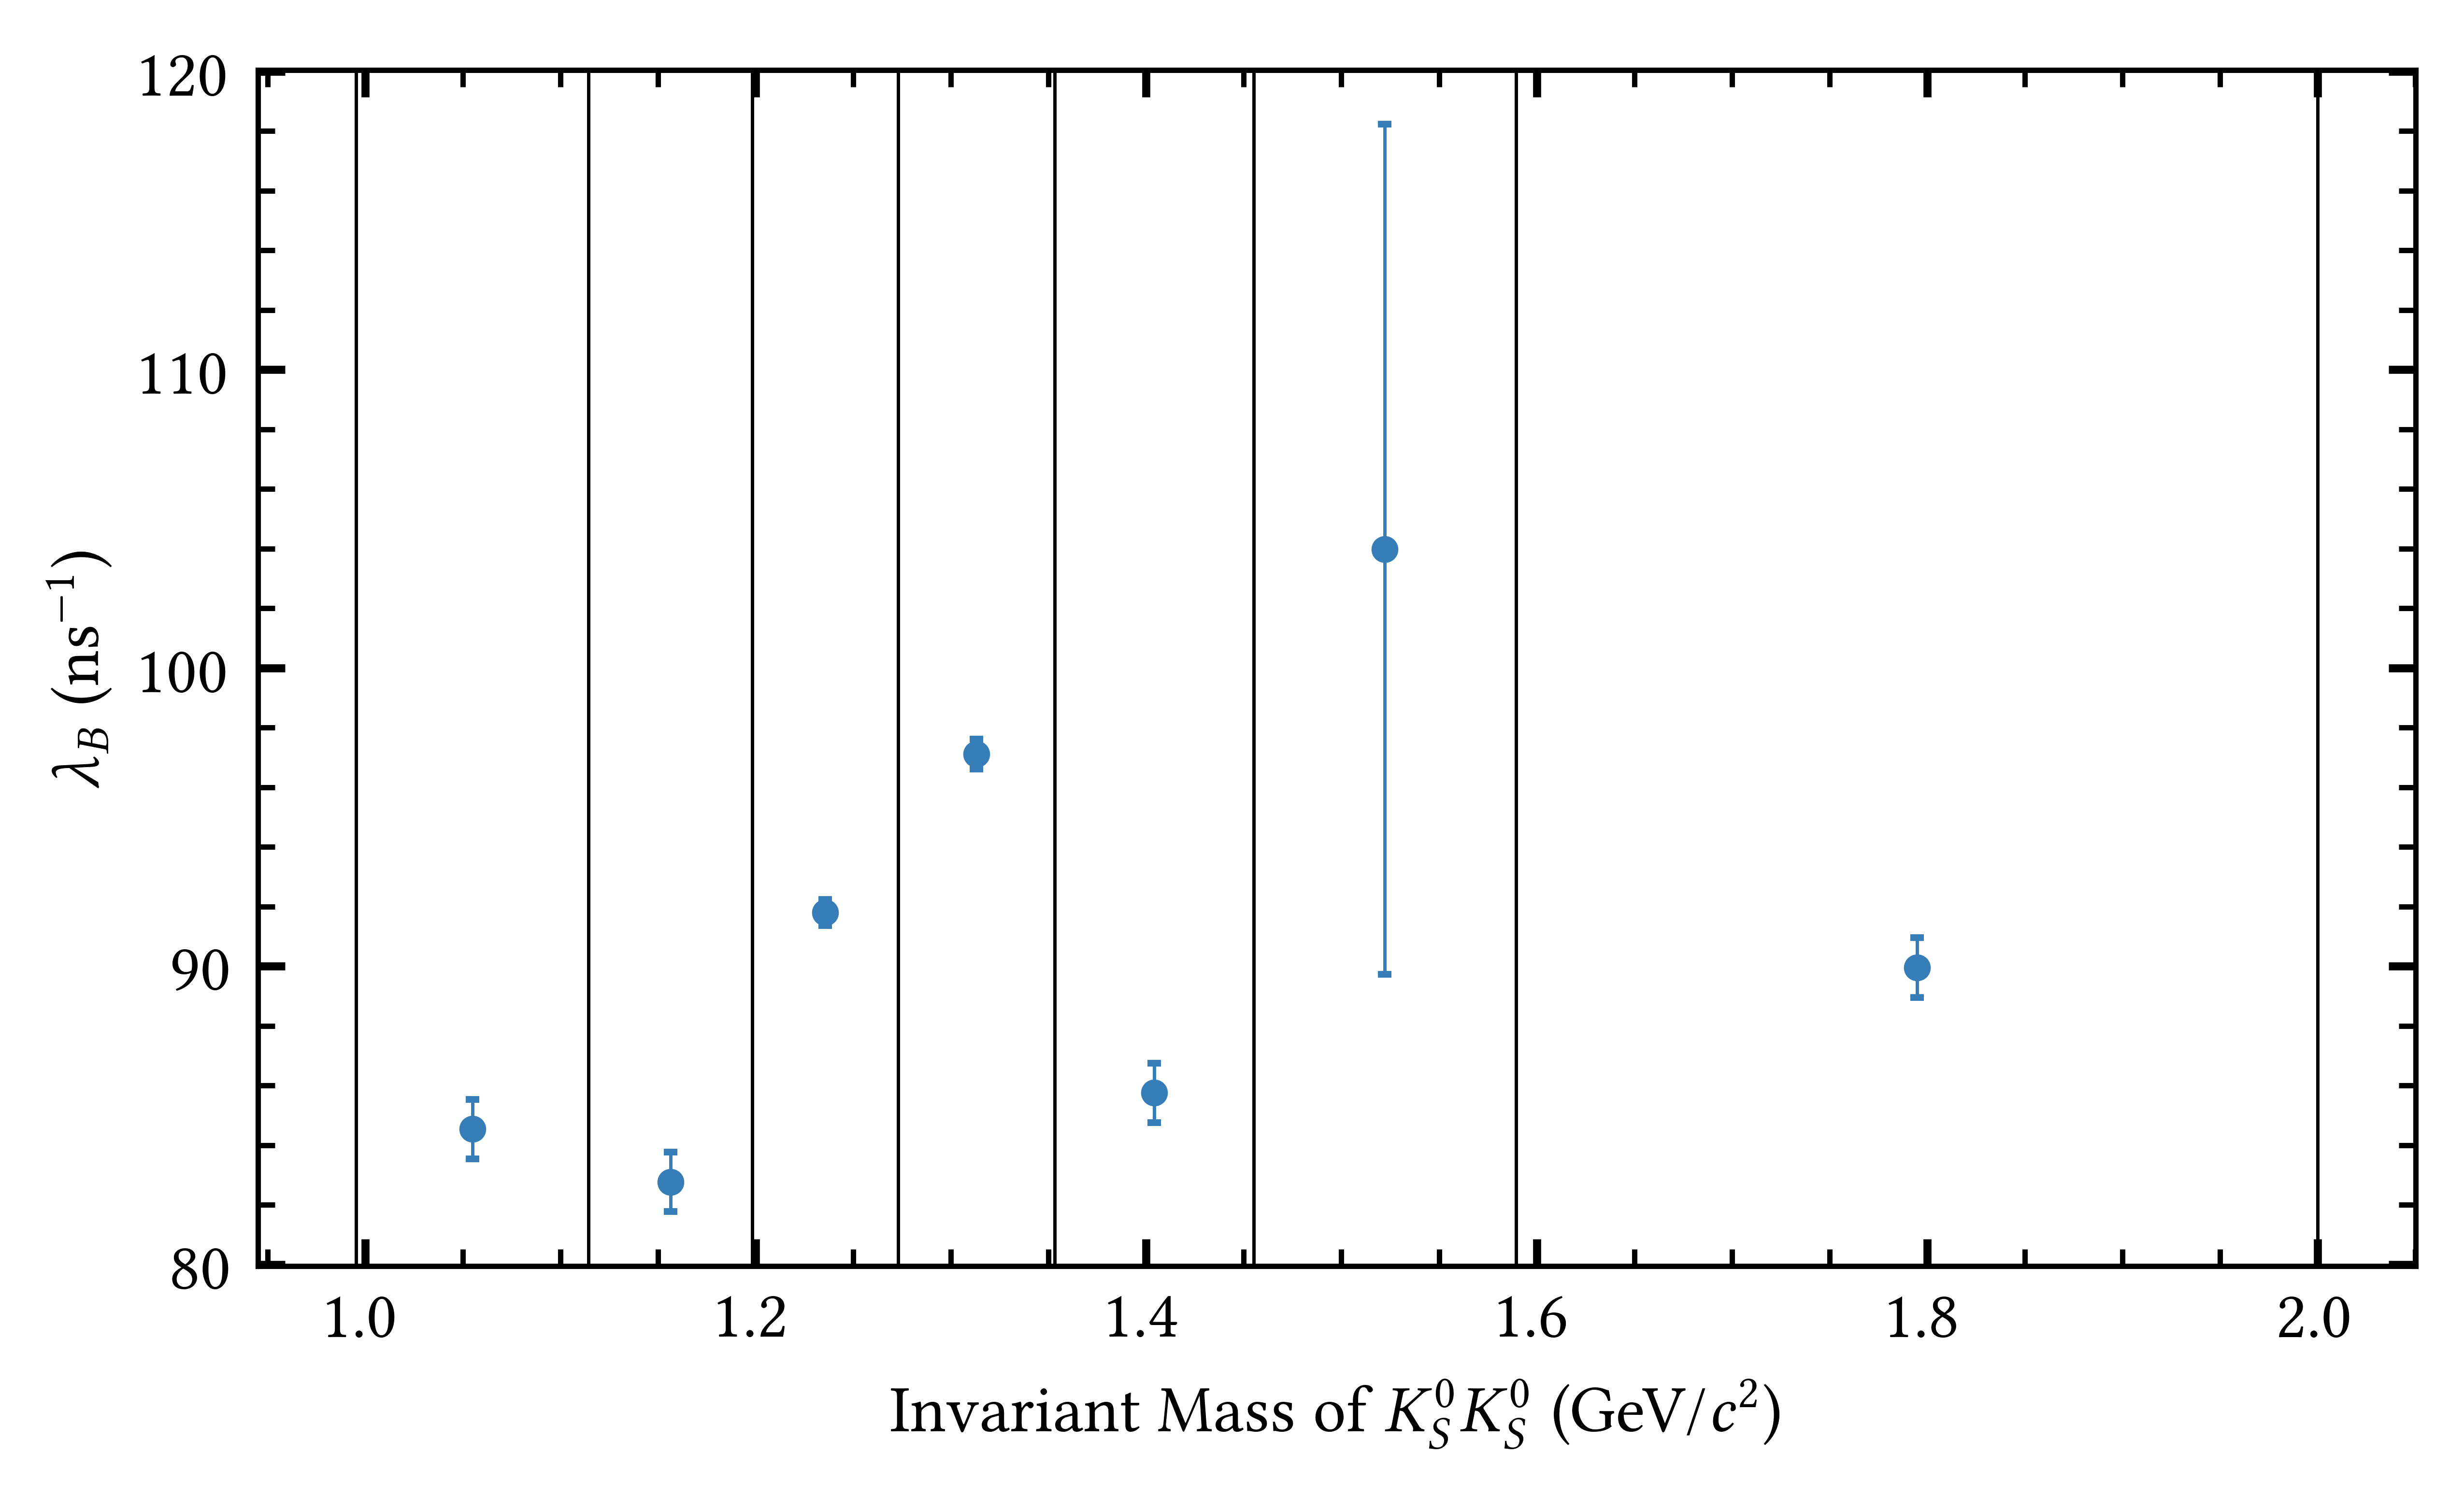 120
110
100
90
80
λ_B (ns⁻¹)
1.0 1.2 1.4 1.6 1.8 2.0
Invariant Mass of K_S^0 K_S^0 (GeV/c²)